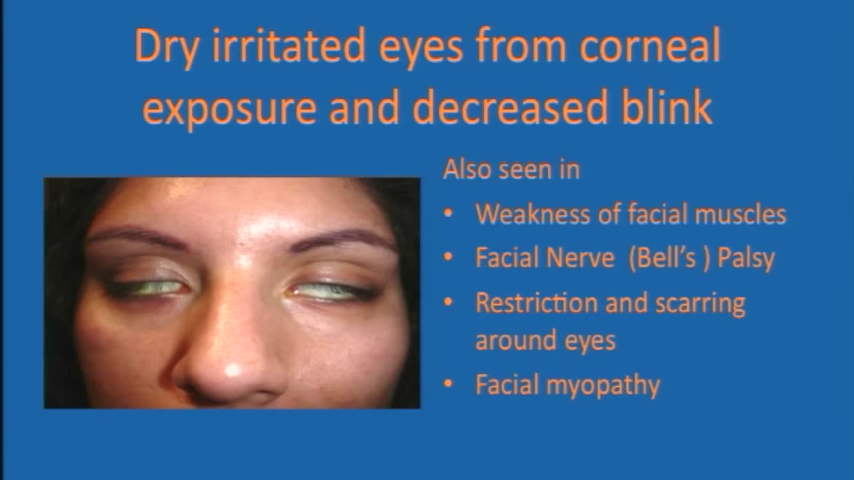 Dry irritated eyes from corneal
exposure and decreased blink
Also seen in
• Weakness of facial muscles
• Facial Nerve (Bell's ) Palsy
• Restriction and scarring
around eyes
• Facial myopathy